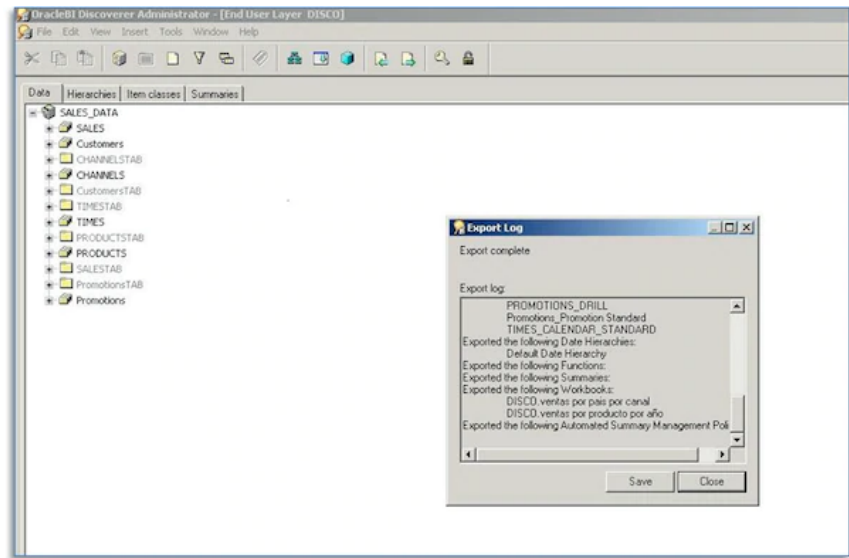 OracleBI Discoverer Administrator - [End User Layer DISCO]
File Edit View Insert Tools Window Help
Data Hierarchies Item classes Summaries
SALES_DATA
SALES
Customers
CHANNELSTAB
CHANNELS
CustomersTAB
TIMESTAB
TIMES
PRODUCTSTAB
PRODUCTS
SALESTAB
PromotionsTAB
Promotions
Export Log
Export complete
Export log:
PROMOTIONS_DRILL
Promotions_Promotion Standard
TIMES_CALENDAR_STANDARD
Exported the following Date Hierarchies:
Default Date Hierarchy
Exported the following Functions:
Exported the following Summaries:
Exported the following Workbooks:
DISCO.ventas por pais por canal
DISCO.ventas por producto por año
Exported the following Automated Summary Management Poli
Save Close